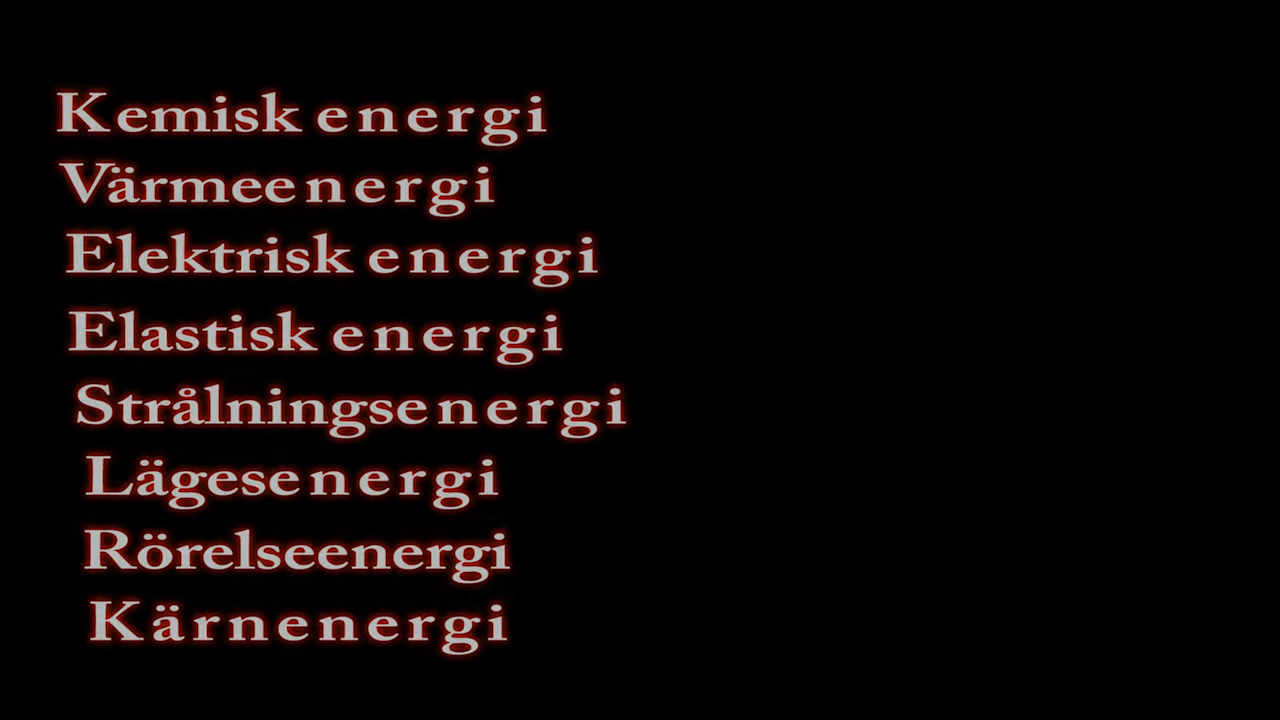 Kemisk energi
Värmeenergi
Elektrisk energi
Elastisk energi
Strålningsenergi
Lägesenergi
Rörelseenergi
Kärnenergi